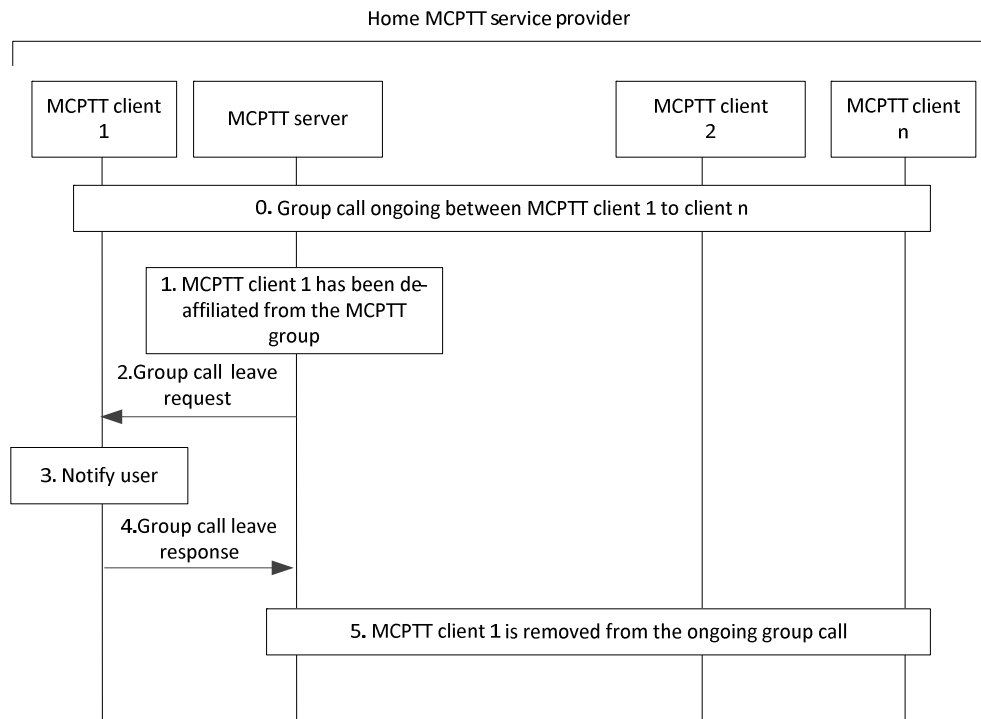 Home MCPTT service provider
MCPTT client
1
MCPTT server
MCPTT client
2
MCPTT client
n
0. Group call ongoing between MCPTT client 1 to client n
1. MCPTT client 1 has been de-
affiliated from the MCPTT
group
2.Group call leave
request
3. Notify user
4.Group call leave
response
5. MCPTT client 1 is removed from the ongoing group call